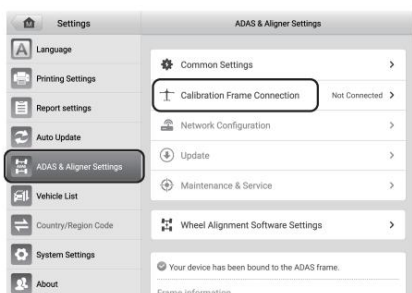 Settings
ADAS & Aligner Settings
Language
Common Settings
Printing Settings
Calibration Frame Connection
Not Connected
Report settings
Network Configuration
Auto Update
Update
ADAS & Aligner Settings
Maintenance & Service
Vehicle List
Country/Region Code
Wheel Alignment Software Settings
System Settings
Your device has been bound to the ADAS frame.
About
Frame information